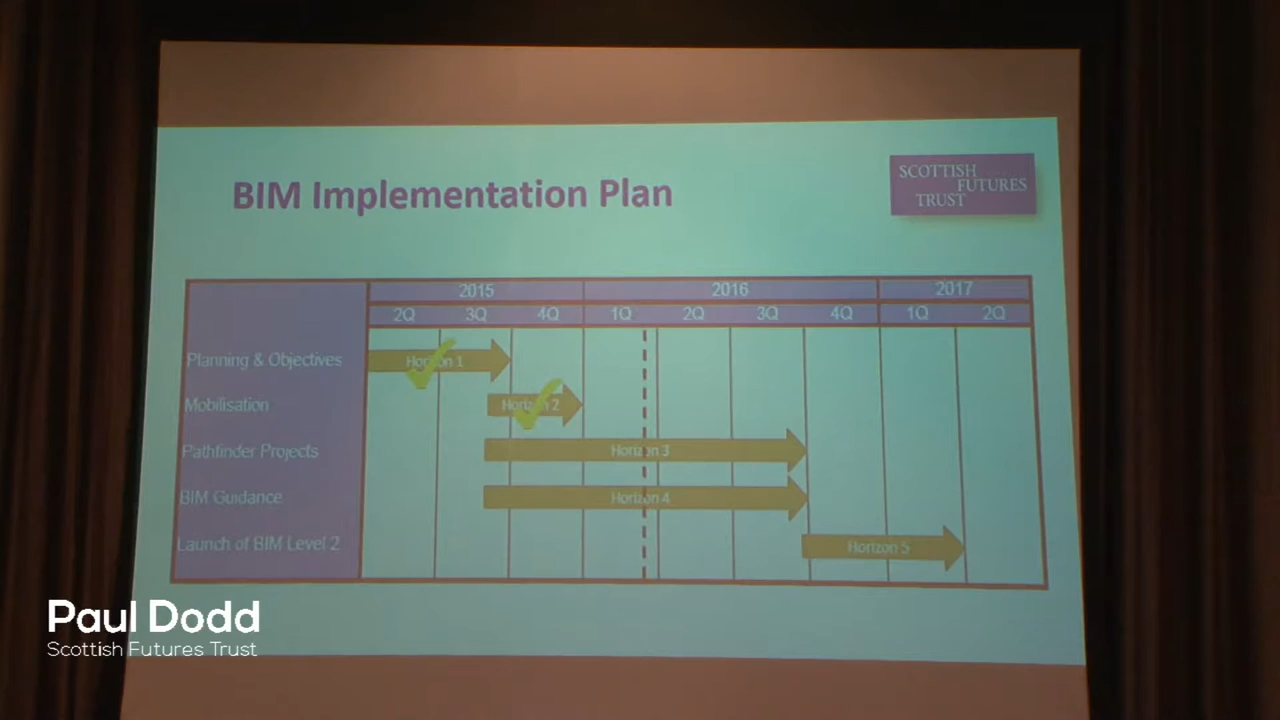 BIM Implementation Plan
SCOTTISH
FUTURES
TRUST
2015 2016 2017
2Q 3Q 4Q 1Q 2Q 3Q 4Q 1Q 2Q
Planning & Objectives Horizon 1
Mobilisation Horizon 2
Pathfinder Projects Horizon 3
BIM Guidance Horizon 4
Launch of BIM Level 2 Horizon 5
Paul Dodd
Scottish Futures Trust